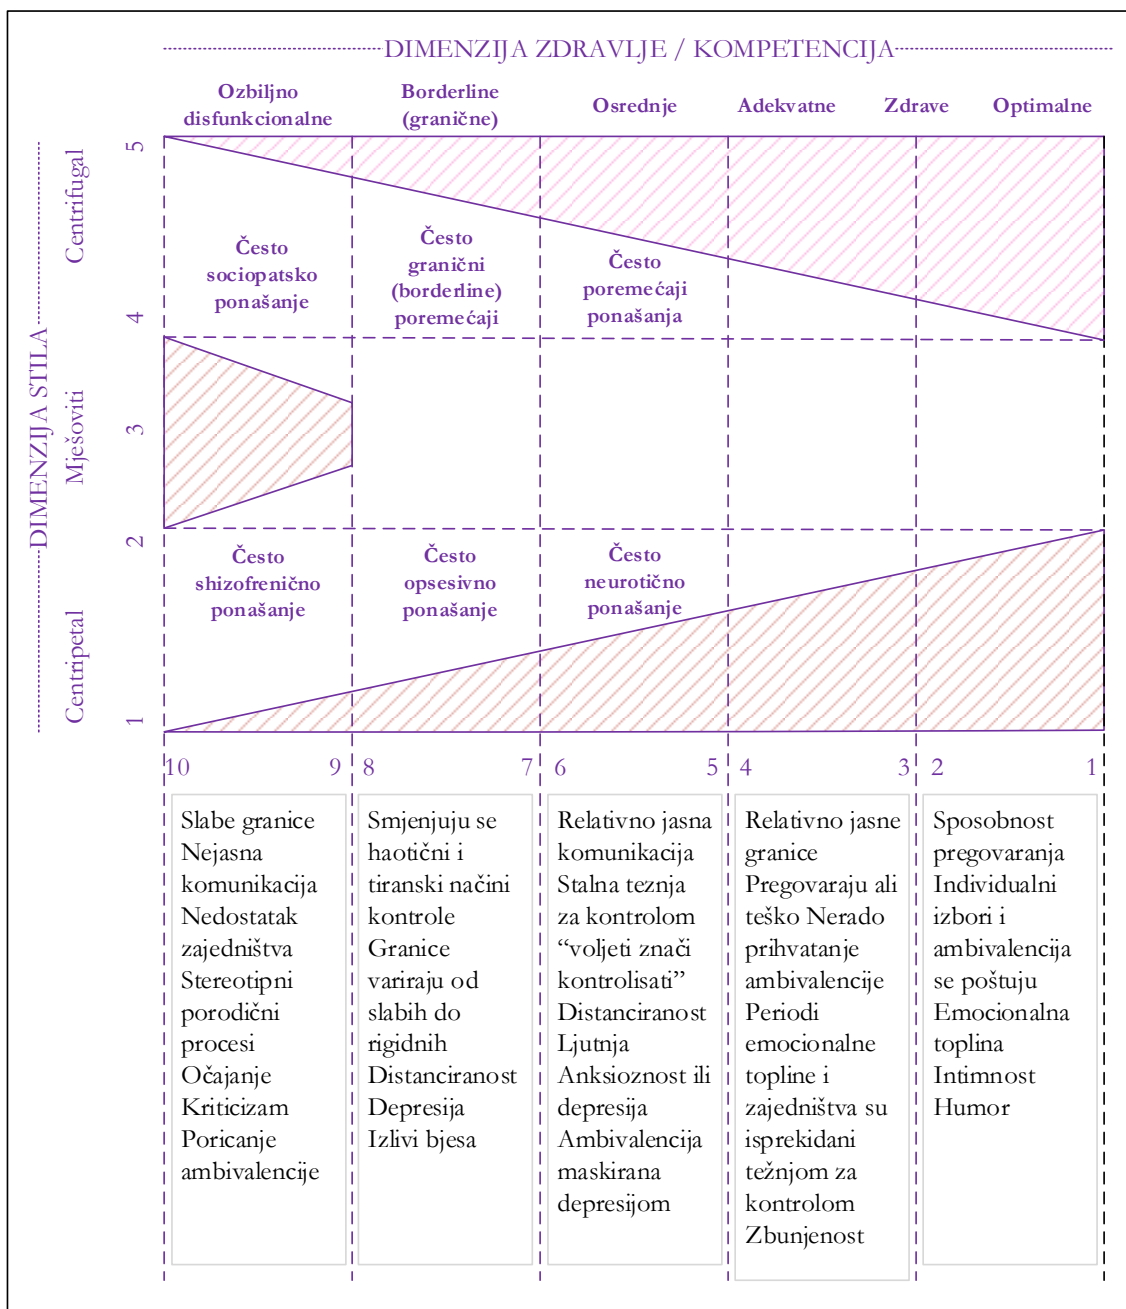 DIMENZIJA ZDRAVLJE / KOMPETENCIJA
Ozbiljno
disfunkcionalne
Borderline
(granične)
Osrednje
Adekvatne
Zdrave
Optimalne
DIMENZIJA STILA
Centrifugal
Mješoviti
Centripetal
5
4
3
2
1
Često
sociopatsko
ponašanje
Često
granični
(borderline)
poremećaji
Često
poremećaji
ponašanja
Često
shizofrenično
ponašanje
Često
opsesivno
ponašanje
Često
neurotično
ponašanje
10 9 8 7 6 5 4 3 2 1
Slabe granice
Nejasna
komunikacija
Nedostatak
zajedništva
Stereotipni
porodični
procesi
Očajanje
Kriticizam
Poricanje
ambivalencije
Smjenjuju se
haotični i
tiranski načini
kontrole
Granice
variraju od
slabih do
rigidnih
Distanciranost
Depresija
Izlivi bjesa
Relativno jasna
komunikacija
Stalna teznja
za kontrolom
“voljeti znači
kontrolisati”
Distanciranost
Ljutnja
Anksioznost ili
depresija
Ambivalencija
maskirana
depresijom
Relativno jasne
granice
Pregovaraju ali
teško Nerado
prihvatanje
ambivalencije
Periodi
emocionalne
topline i
zajedništva su
isprekidani
težnjom za
kontrolom
Zbunjenost
Sposobnost
pregovaranja
Individualni
izbori i
ambivalencija
se poštuju
Emocionalna
toplina
Intimnost
Humor